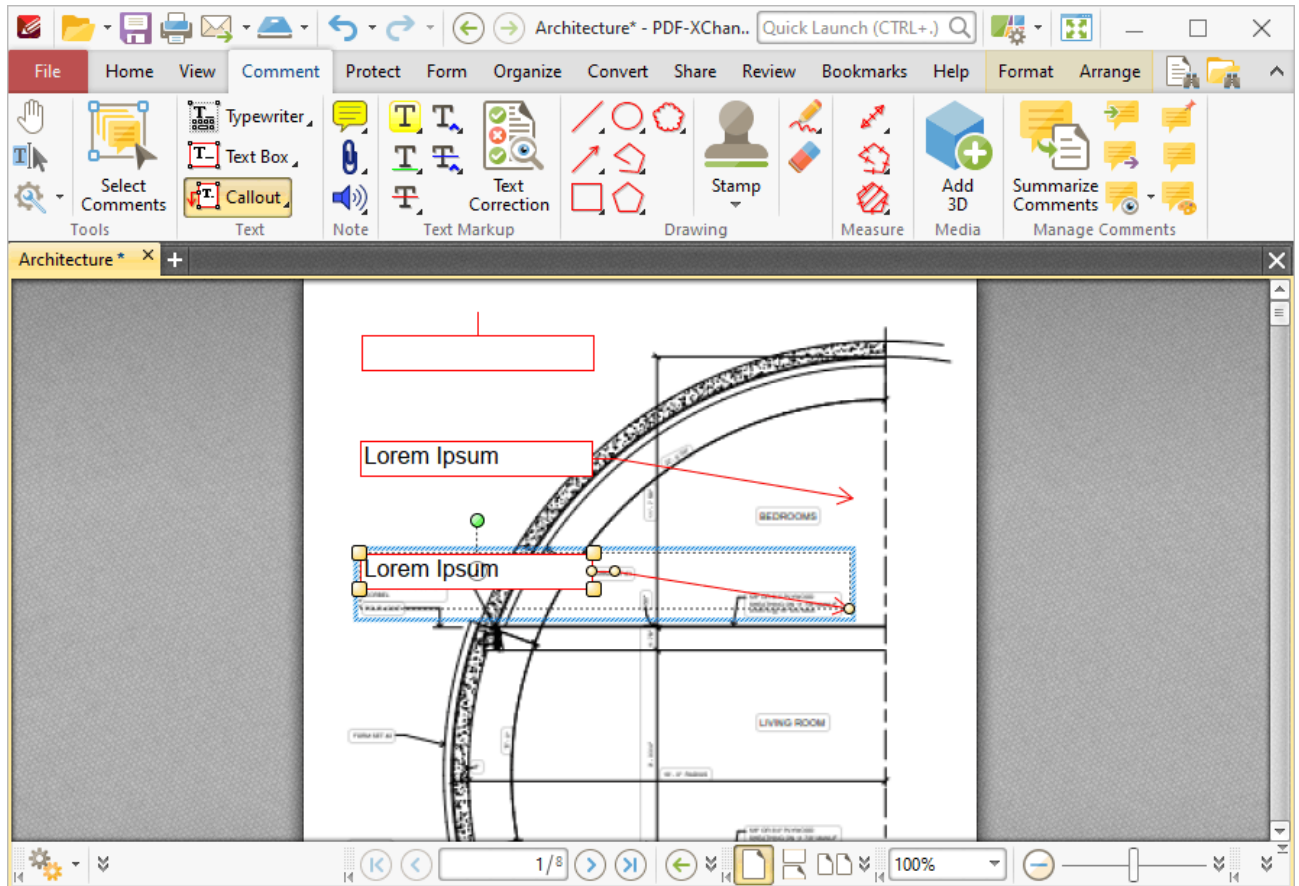 Architecture* - PDF-XChan..
Quick Launch (CTRL+.)
File Home View Comment Protect Form Organize Convert Share Review Bookmarks Help Format Arrange
Typewriter
Text Box
Callout
Select Comments
Text Correction
Stamp
Add 3D
Summarize Comments
Tools Text Note Text Markup Drawing Measure Media Manage Comments
Architecture *
Lorem Ipsum
BEDROOMS
Lorem Ipsum
LIVING ROOM
1/8
100%